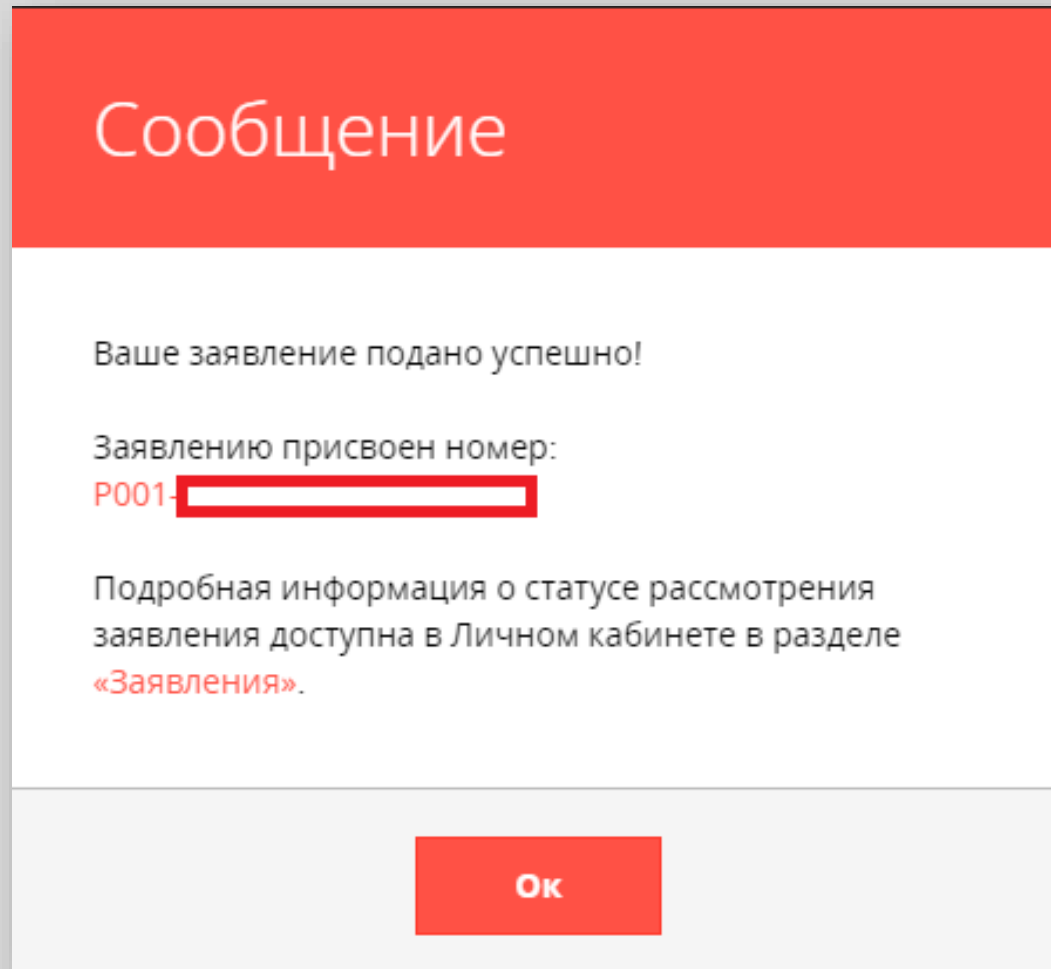 Сообщение
Ваше заявление подано успешно!
Заявлению присвоен номер:
Р001-
Подробная информация о статусе рассмотрения
заявления доступна в Личном кабинете в разделе
«Заявления».
Ок